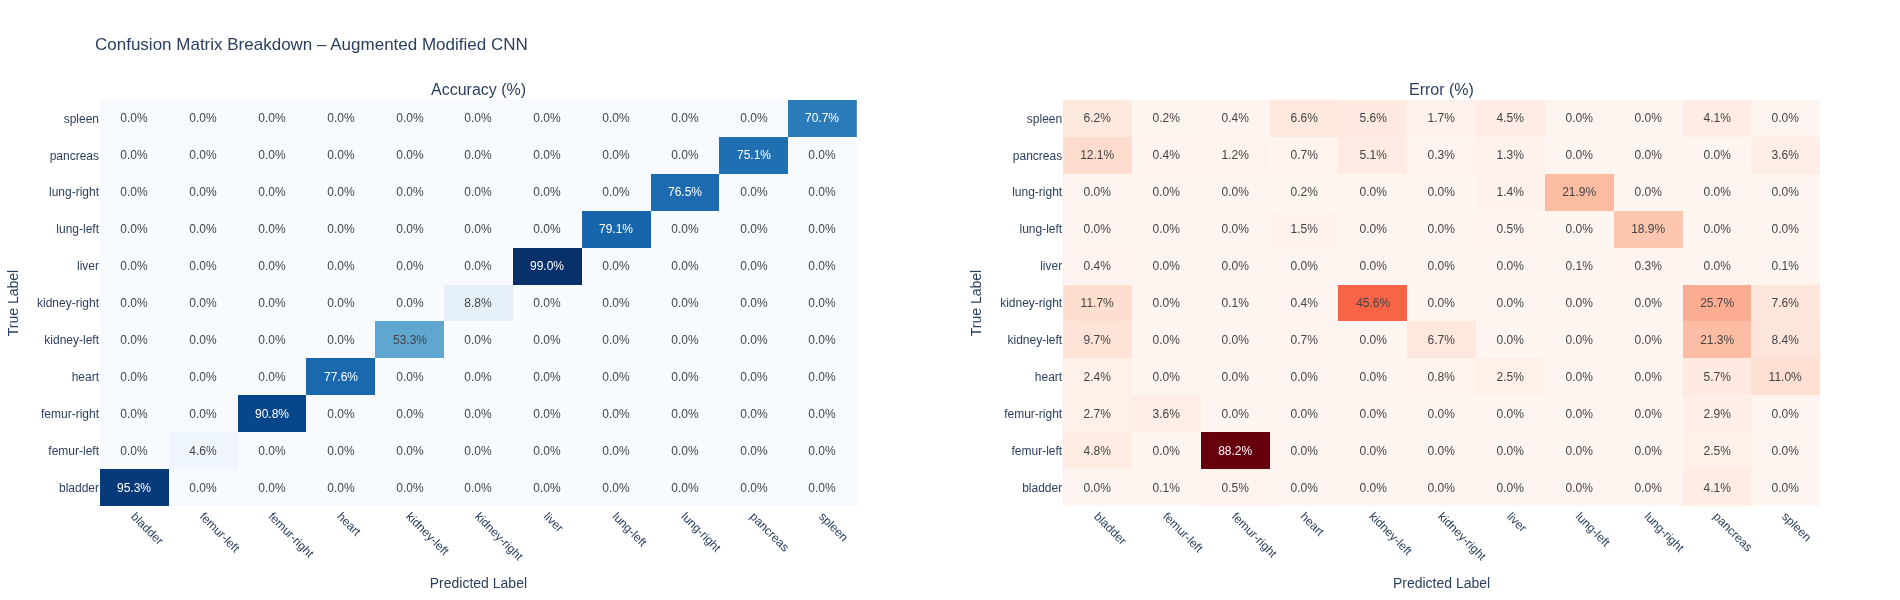 Confusion Matrix Breakdown – Augmented Modified CNN
Accuracy (%)
True Label
spleen 0.0% 0.0% 0.0% 0.0% 0.0% 0.0% 0.0% 0.0% 0.0% 0.0% 70.7%
pancreas 0.0% 0.0% 0.0% 0.0% 0.0% 0.0% 0.0% 0.0% 0.0% 75.1% 0.0%
lung-right 0.0% 0.0% 0.0% 0.0% 0.0% 0.0% 0.0% 0.0% 76.5% 0.0% 0.0%
lung-left 0.0% 0.0% 0.0% 0.0% 0.0% 0.0% 0.0% 79.1% 0.0% 0.0% 0.0%
liver 0.0% 0.0% 0.0% 0.0% 0.0% 0.0% 99.0% 0.0% 0.0% 0.0% 0.0%
kidney-right 0.0% 0.0% 0.0% 0.0% 0.0% 8.8% 0.0% 0.0% 0.0% 0.0% 0.0%
kidney-left 0.0% 0.0% 0.0% 0.0% 53.3% 0.0% 0.0% 0.0% 0.0% 0.0% 0.0%
heart 0.0% 0.0% 0.0% 77.6% 0.0% 0.0% 0.0% 0.0% 0.0% 0.0% 0.0%
femur-right 0.0% 0.0% 90.8% 0.0% 0.0% 0.0% 0.0% 0.0% 0.0% 0.0% 0.0%
femur-left 0.0% 4.6% 0.0% 0.0% 0.0% 0.0% 0.0% 0.0% 0.0% 0.0% 0.0%
bladder 95.3% 0.0% 0.0% 0.0% 0.0% 0.0% 0.0% 0.0% 0.0% 0.0% 0.0%
bladder femur-left femur-right heart kidney-left kidney-right liver lung-left lung-right pancreas spleen
Predicted Label
Error (%)
True Label
spleen 6.2% 0.2% 0.4% 6.6% 5.6% 1.7% 4.5% 0.0% 0.0% 4.1% 0.0%
pancreas 12.1% 0.4% 1.2% 0.7% 5.1% 0.3% 1.3% 0.0% 0.0% 0.0% 3.6%
lung-right 0.0% 0.0% 0.0% 0.2% 0.0% 0.0% 1.4% 21.9% 0.0% 0.0% 0.0%
lung-left 0.0% 0.0% 0.0% 1.5% 0.0% 0.0% 0.5% 0.0% 18.9% 0.0% 0.0%
liver 0.4% 0.0% 0.0% 0.0% 0.0% 0.0% 0.0% 0.1% 0.3% 0.0% 0.1%
kidney-right 11.7% 0.0% 0.1% 0.4% 45.6% 0.0% 0.0% 0.0% 0.0% 25.7% 7.6%
kidney-left 9.7% 0.0% 0.0% 0.7% 0.0% 6.7% 0.0% 0.0% 0.0% 21.3% 8.4%
heart 2.4% 0.0% 0.0% 0.0% 0.0% 0.8% 2.5% 0.0% 0.0% 5.7% 11.0%
femur-right 2.7% 3.6% 0.0% 0.0% 0.0% 0.0% 0.0% 0.0% 0.0% 2.9% 0.0%
femur-left 4.8% 0.0% 88.2% 0.0% 0.0% 0.0% 0.0% 0.0% 0.0% 2.5% 0.0%
bladder 0.0% 0.1% 0.5% 0.0% 0.0% 0.0% 0.0% 0.0% 0.0% 4.1% 0.0%
bladder femur-left femur-right heart kidney-left kidney-right liver lung-left lung-right pancreas spleen
Predicted Label